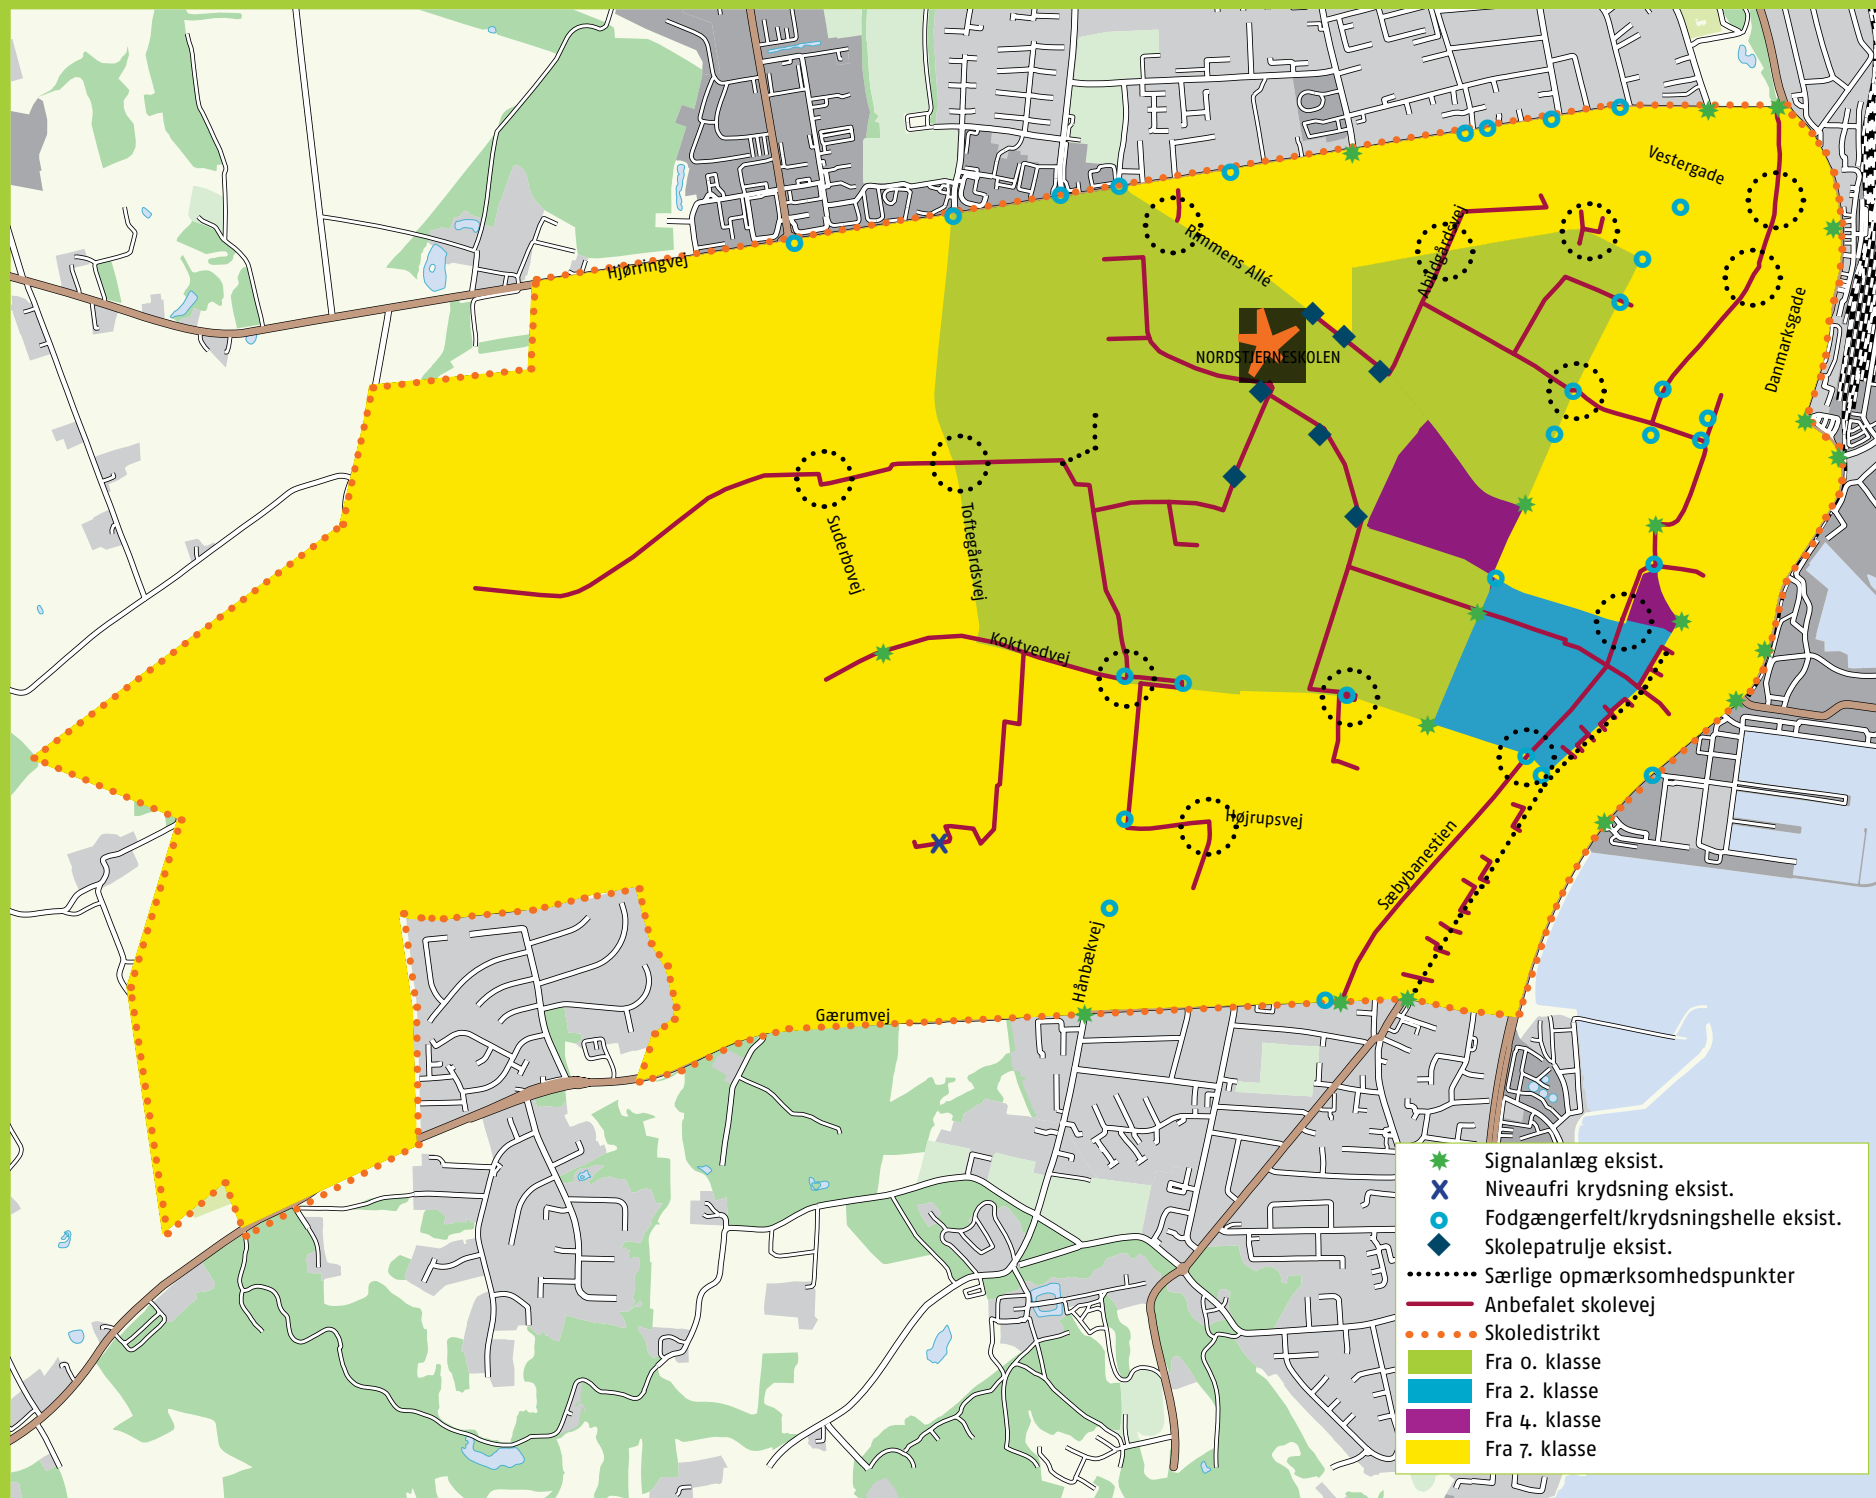 Vestergade
Hjørringvej
Rimmens Allé
Abildgårdsvej
Danmarksgade
NORDSTJERNESKOLEN
Suderbovej
Toftegårdsvej
Koktvedvej
Højrupsvej
Sæbybanestien
Hånbækvej
Gærumvej
Signalanlæg eksist.
Niveaufri krydsning eksist.
Fodgængerfelt/krydsningshelle eksist.
Skolepatrulje eksist.
Særlige opmærksomhedspunkter
Anbefalet skolevej
Skoledistrikt
Fra 0. klasse
Fra 2. klasse
Fra 4. klasse
Fra 7. klasse